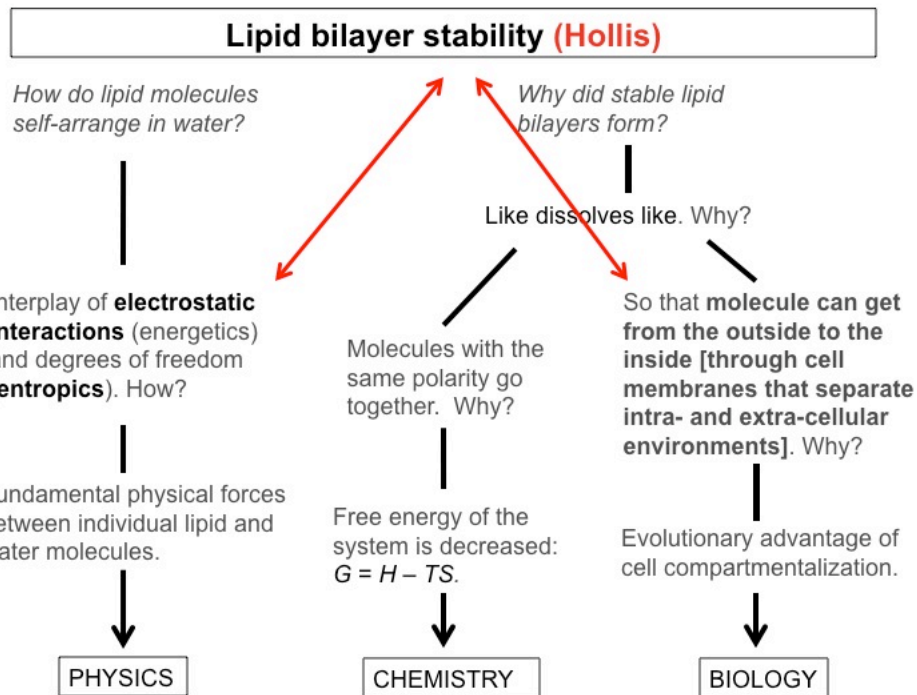 Lipid bilayer stability (Hollis)
How do lipid molecules
self-arrange in water?
Why did stable lipid
bilayers form?
Like dissolves like. Why?
nterplay of electrostatic
nteractions (energetics)
and degrees of freedom
entropics). How?
Molecules with the
same polarity go
together. Why?
So that molecule can get
from the outside to the
inside [through cell
membranes that separate
intra- and extra-cellular
environments]. Why?
undamental physical forces
between individual lipid and
water molecules.
Free energy of the
system is decreased:
G = H – TS.
Evolutionary advantage of
cell compartmentalization.
PHYSICS
CHEMISTRY
BIOLOGY